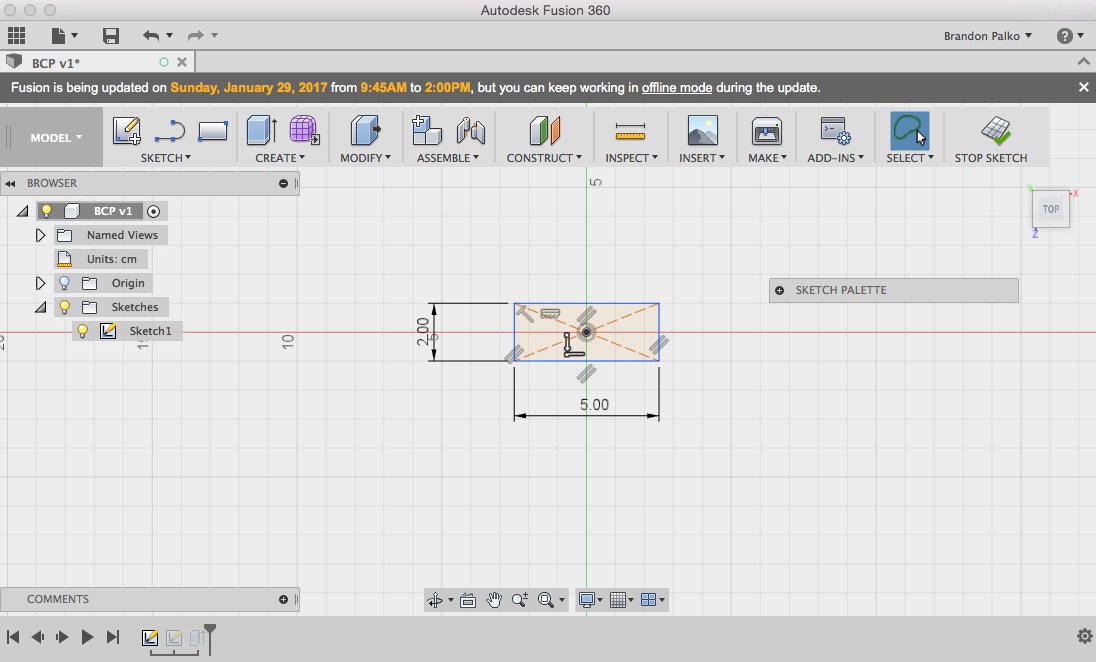 Autodesk Fusion 360
Brandon Palko
BCP v1*
Fusion is being updated on Sunday, January 29, 2017 from 9:45AM to 2:00PM, but you can keep working in offline mode during the update.
MODEL
SKETCH
CREATE
MODIFY
ASSEMBLE
CONSTRUCT
INSPECT
INSERT
MAKE
ADD-INS
SELECT
STOP SKETCH
BROWSER
5
BCP v1
Y
X
TOP
Z
Named Views
Units: cm
Origin
SKETCH PALETTE
Sketches
Sketch1
10
2.00
5
5.00
COMMENTS